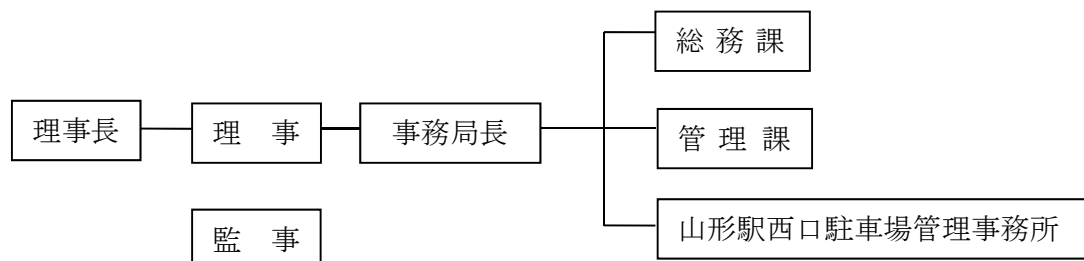 総 務 課
理事長
理　事
事務局長
管 理 課
監　事
山形駅西口駐車場管理事務所